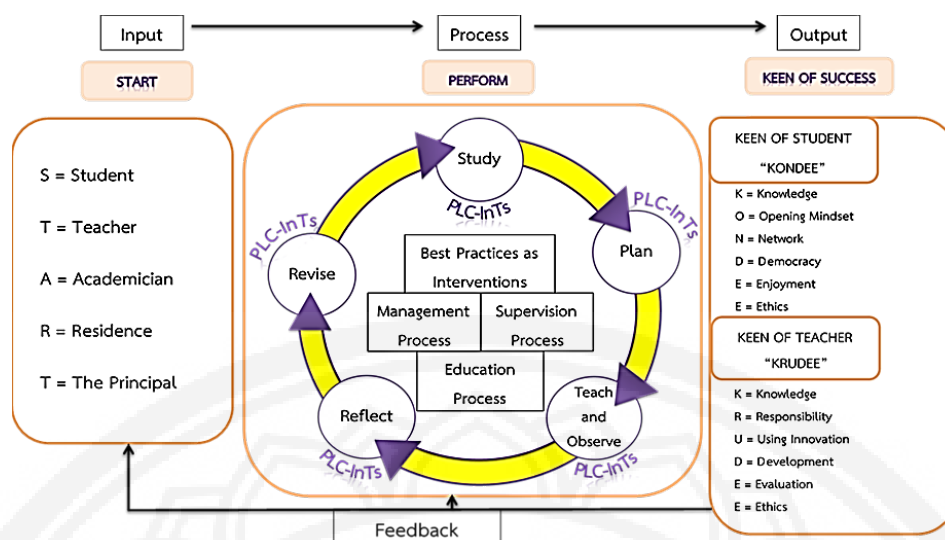 Input
Process
Output
START
PERFORM
KEEN OF SUCCESS
S = Student
T = Teacher
A = Academician
R = Residence
T = The Principal
Study
PLC-InTs
PLC-InTs
Plan
Teach
and
Observe
PLC-InTs
Reflect
PLC-InTs
Revise
PLC-InTs
Best Practices as
Interventions
Management
Process
Supervision
Process
Education
Process
KEEN OF STUDENT
"KONDEE"
K = Knowledge
O = Opening Mindset
N = Network
D = Democracy
E = Enjoyment
E = Ethics
KEEN OF TEACHER
"KRUDEE"
K = Knowledge
R = Responsibility
U = Using Innovation
D = Development
E = Evaluation
E = Ethics
Feedback